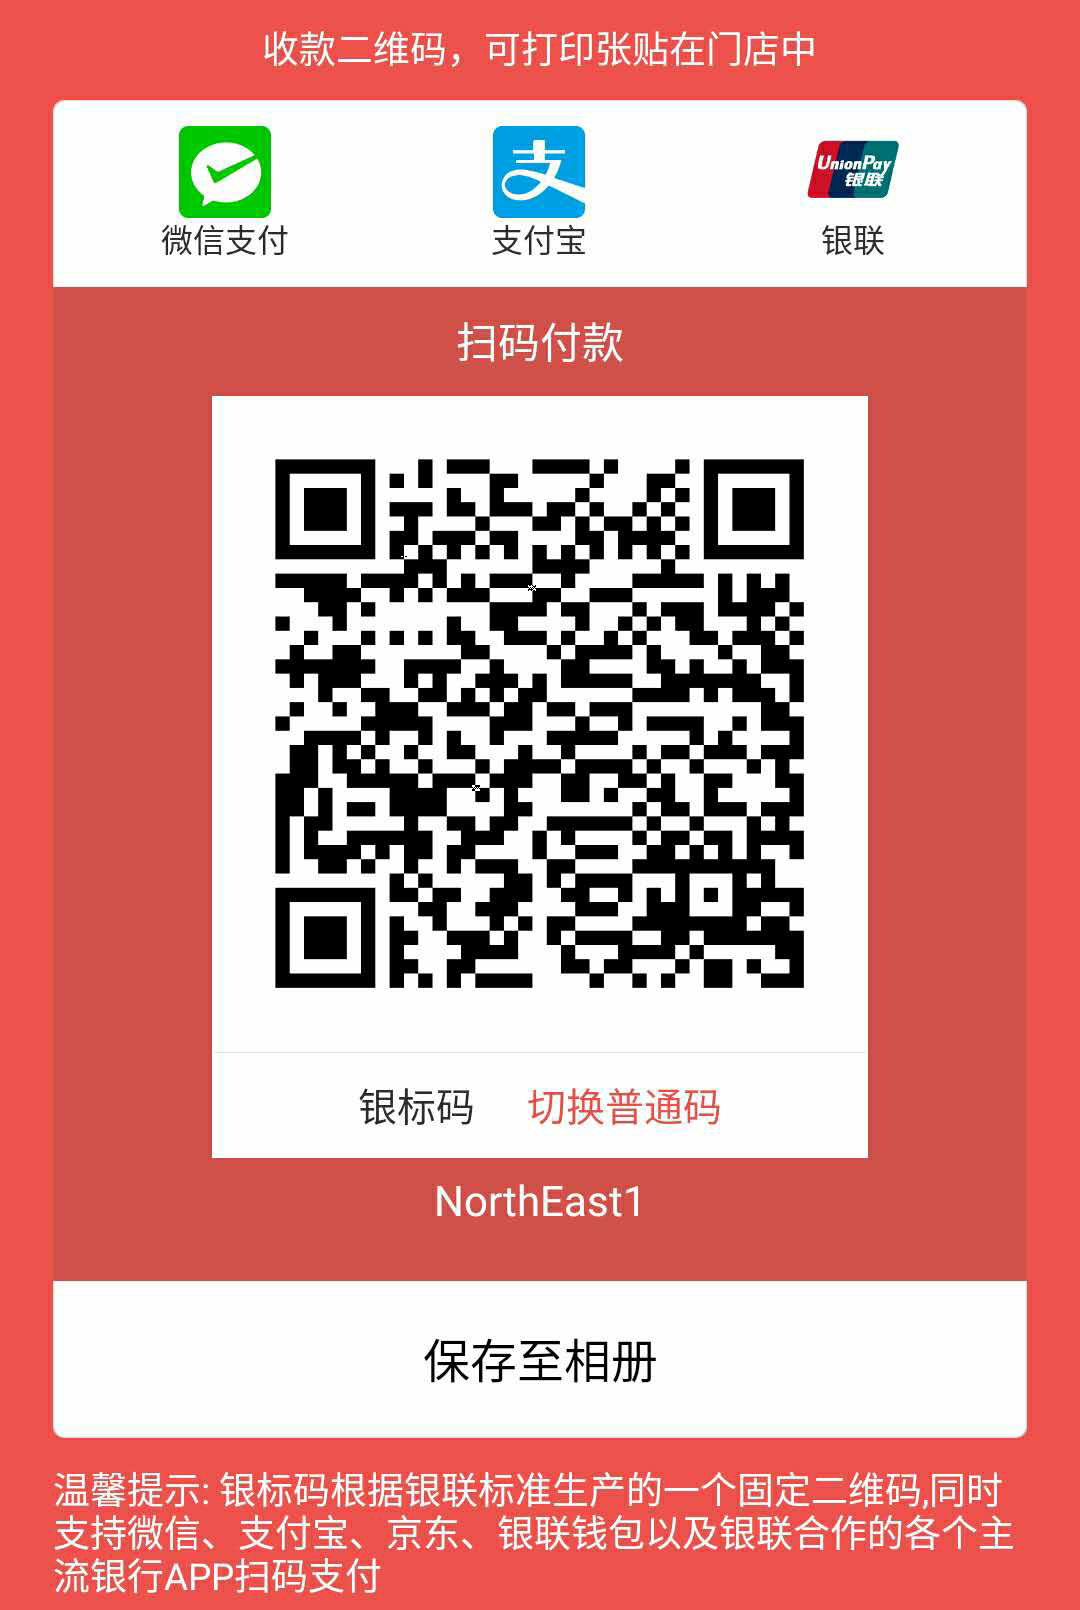 收款二维码，可打印张贴在门店中
UnionPay
银联
微信支付 支付宝 银联
扫码付款
银标码 切换普通码
NorthEast1
保存至相册
温馨提示: 银标码根据银联标准生产的一个固定二维码,同时
支持微信、支付宝、京东、银联钱包以及银联合作的各个主
流银行APP扫码支付